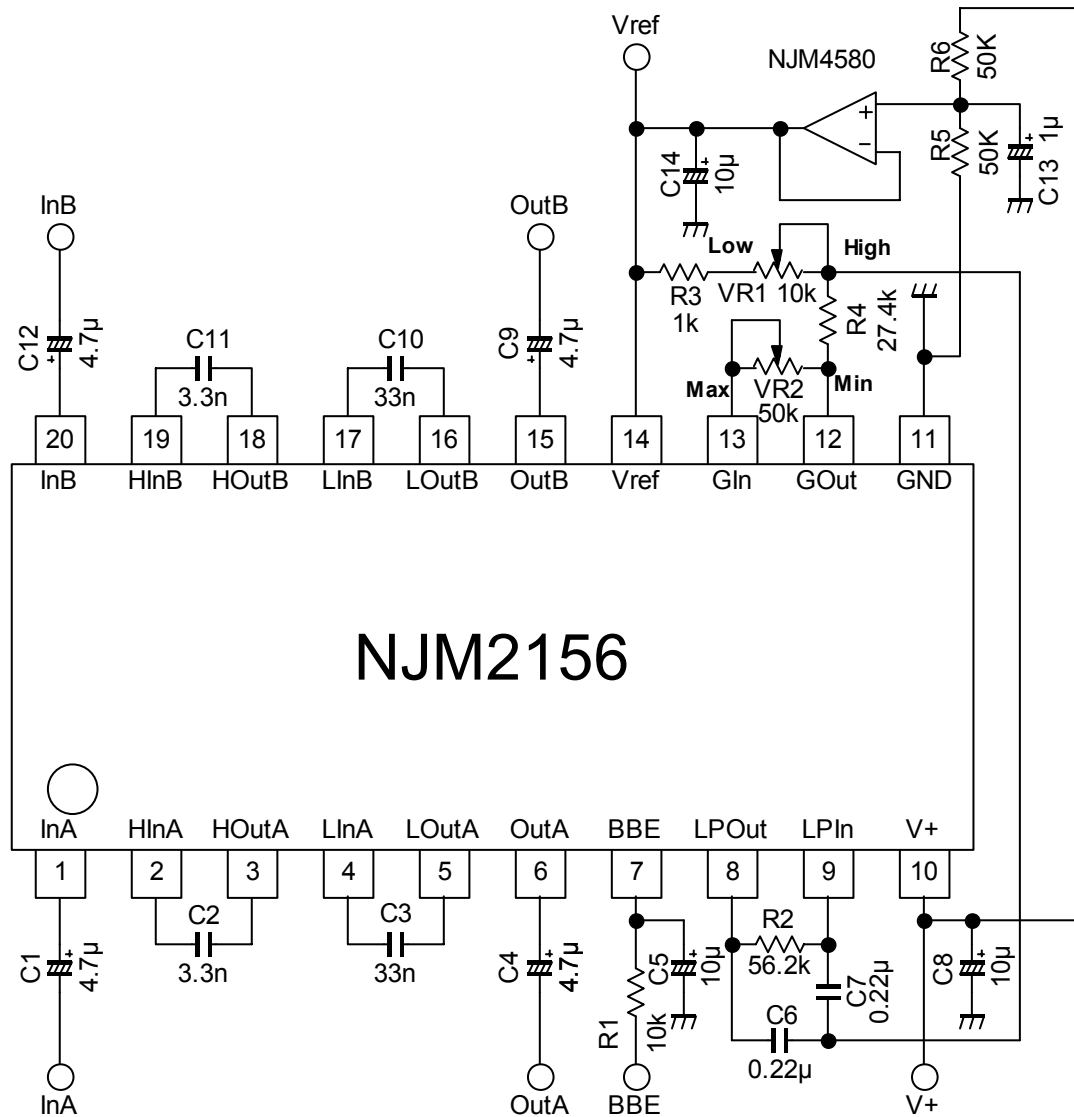 Vref
NJM4580
R6
50K
R5
50K
C13
1µ
+
−
C14
10µ
+
+
InB
OutB
Low
High
VR1
10k
R3
1k
R4
27.4k
Max
Min
VR2
50k
C12
4.7µ
+
C11
3.3n
C10
33n
C9
4.7µ
+
20
19
18
17
16
15
14
13
12
11
InB
HInB
HOutB
LInB
LOutB
OutB
Vref
GIn
GOut
GND
NJM2156
InA
HInA
HOutA
LInA
LOutA
OutA
BBE
LPOut
LPIn
V+
1
2
3
4
5
6
7
8
9
10
C1
4.7µ
+
C2
3.3n
C3
33n
C4
4.7µ
+
R1
10k
C5
10µ
+
R2
56.2k
C7
0.22µ
C6
0.22µ
C8
10µ
+
InA
OutA
BBE
V+